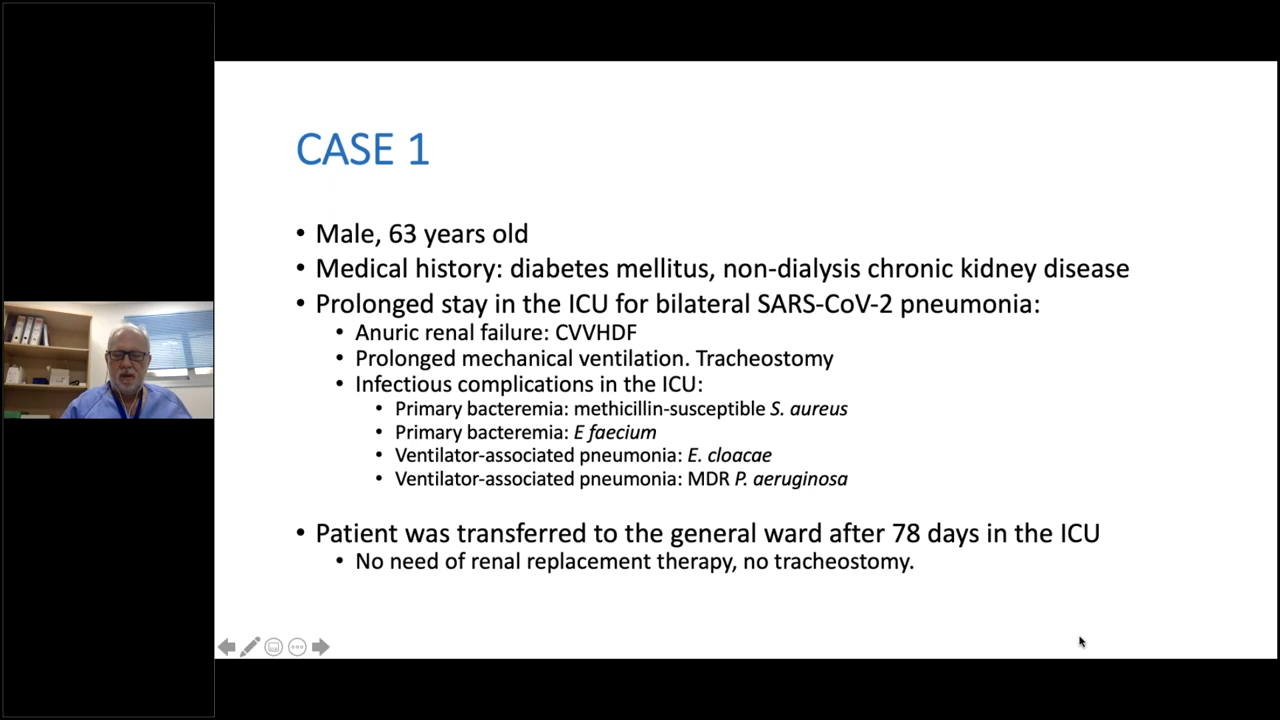 CASE 1
• Male, 63 years old
• Medical history: diabetes mellitus, non-dialysis chronic kidney disease
• Prolonged stay in the ICU for bilateral SARS-CoV-2 pneumonia:
• Anuric renal failure: CVVHDF
• Prolonged mechanical ventilation. Tracheostomy
• Infectious complications in the ICU:
• Primary bacteremia: methicillin-susceptible S. aureus
• Primary bacteremia: E faecium
• Ventilator-associated pneumonia: E. cloacae
• Ventilator-associated pneumonia: MDR P. aeruginosa
• Patient was transferred to the general ward after 78 days in the ICU
• No need of renal replacement therapy, no tracheostomy.